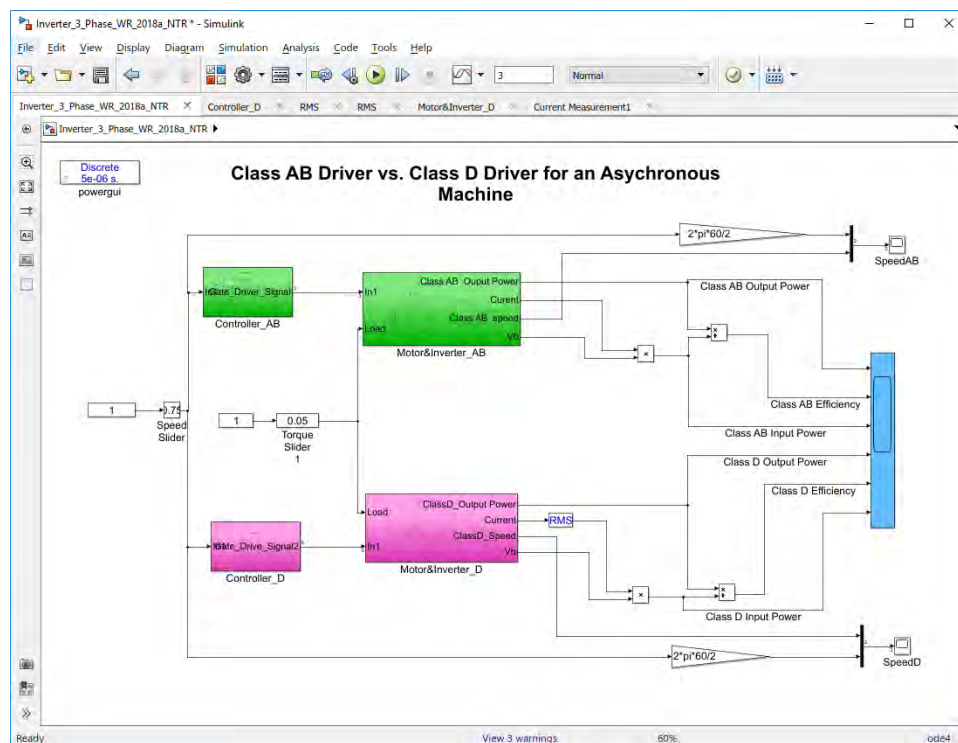 Inverter_3_Phase_WR_2018a_NTR * - Simulink
File Edit View Display Diagram Simulation Analysis Code Tools Help
3 Normal
Inverter_3_Phase_WR_2018a_NTR Controller_D RMS RMS Motor&Inverter_D Current Measurement1
Inverter_3_Phase_WR_2018a_NTR
Discrete
5e-06 s.
powergui
Class AB Driver vs. Class D Driver for an Asychronous
Machine
2*pi*60/2
SpeedAB
Gate_Driver_Signal
Controller_AB
In1
Load
Class AB_Ouput Power
Curent
Class AB_speed
Vb
Motor&Inverter_AB
Class AB Output Power
Class AB Efficiency
Class AB Input Power
1
0.75
Speed
Slider
1
0.05
Torque
Slider
1
Class D Output Power
Class D Efficiency
Class D Input Power
Load
In1
ClassD_Output Power
Current
ClassD_Speed
Vb
Motor&Inverter_D
RMS
Gate_Drive_Signal2
Controller_D
2*pi*60/2
SpeedD
Ready View 3 warnings 60% ode4